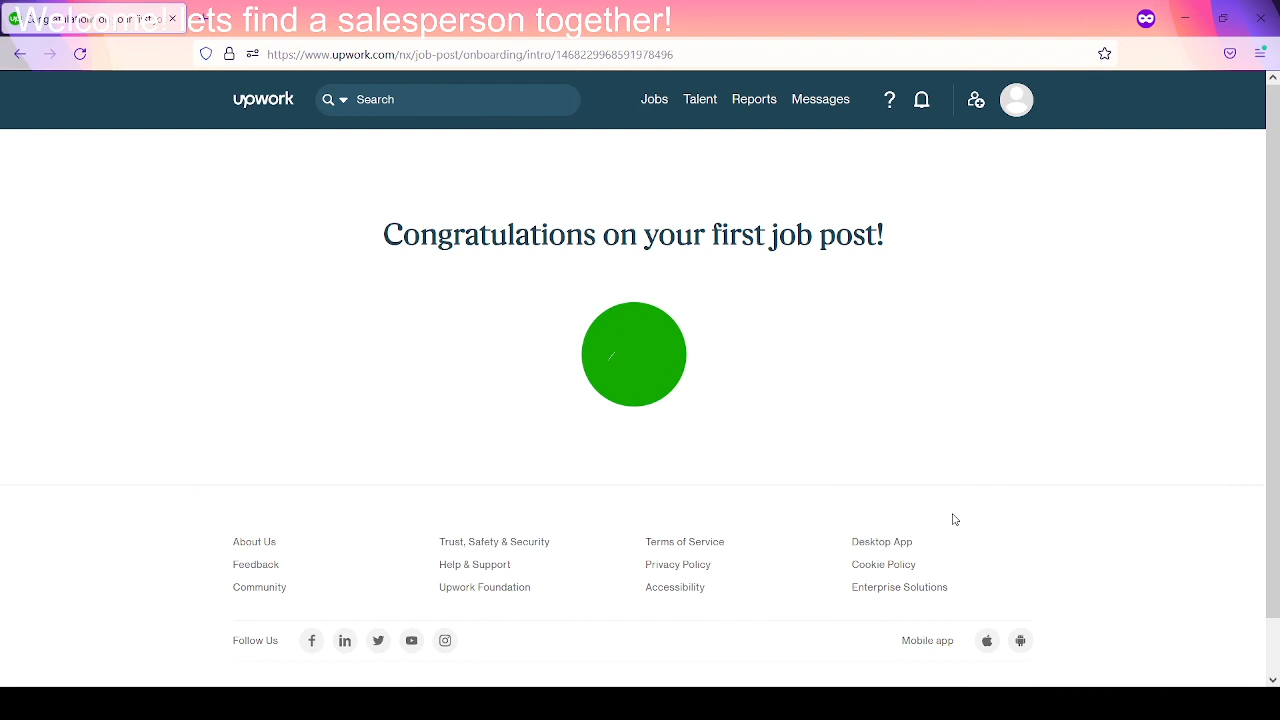 Welcome! lets find a salesperson together!
https://www.upwork.com/nx/job-post/onboarding/intro/1468229968591978496
upwork
Search
Jobs
Talent
Reports
Messages
?
Congratulations on your first job post!
About Us
Trust, Safety & Security
Terms of Service
Desktop App
Feedback
Help & Support
Privacy Policy
Cookie Policy
Community
Upwork Foundation
Accessibility
Enterprise Solutions
Follow Us
Mobile app